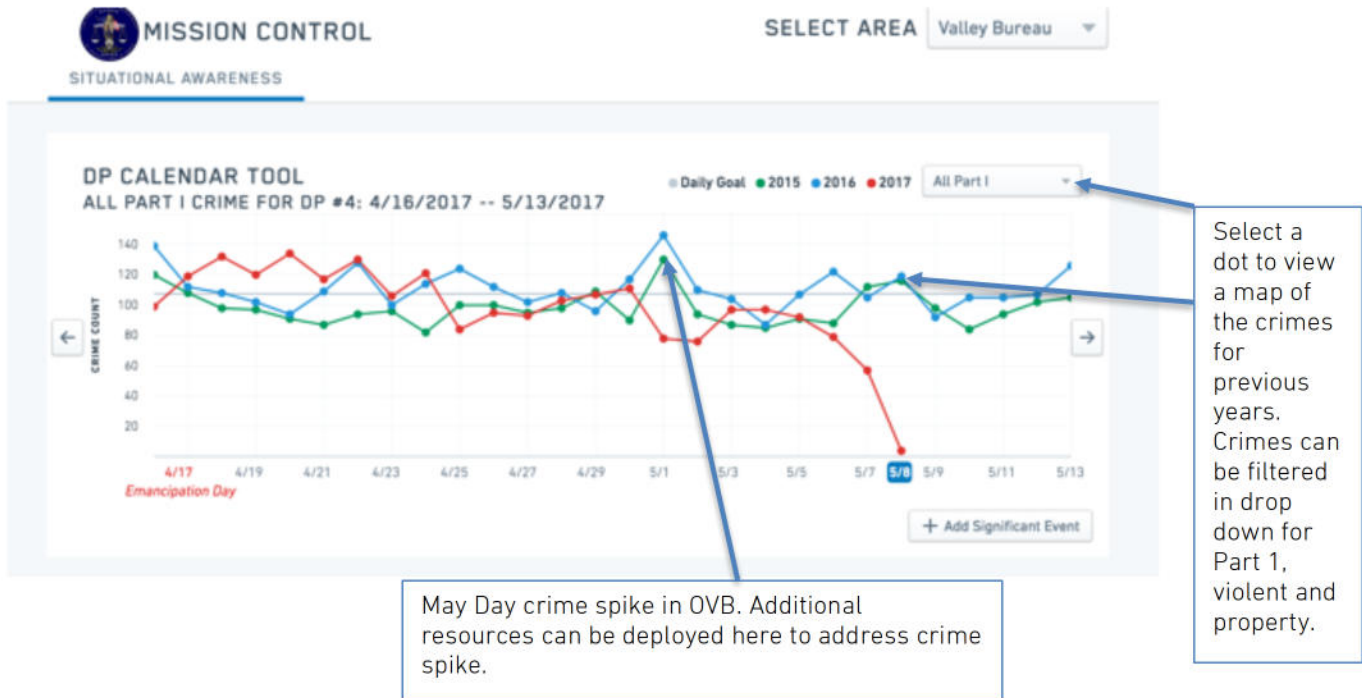 MISSION CONTROL
SELECT AREA
Valley Bureau
SITUATIONAL AWARENESS
DP CALENDAR TOOL
Daily Goal 2015 2016 2017
All Part I
ALL PART I CRIME FOR DP #4: 4/16/2017 -- 5/13/2017
CRIME COUNT
140
120
100
80
60
40
20
4/17 4/19 4/21 4/23 4/25 4/27 4/29 5/1 5/3 5/5 5/7 5/8 5/9 5/11 5/13
Emancipation Day
+ Add Significant Event
Select a
dot to view
a map of
the crimes
for
previous
years.
Crimes can
be filtered
in drop
down for
Part 1,
violent and
property.
May Day crime spike in OVB. Additional
resources can be deployed here to address crime
spike.